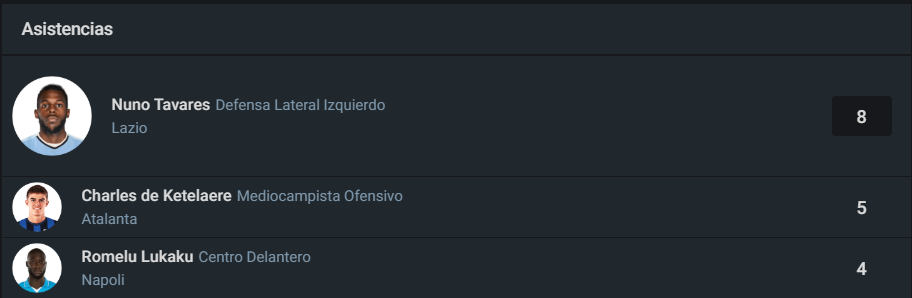 Asistencias
Nuno Tavares Defensa Lateral Izquierdo
Lazio
8
Charles de Ketelaere Mediocampista Ofensivo
Atalanta
5
Romelu Lukaku Centro Delantero
Napoli
4